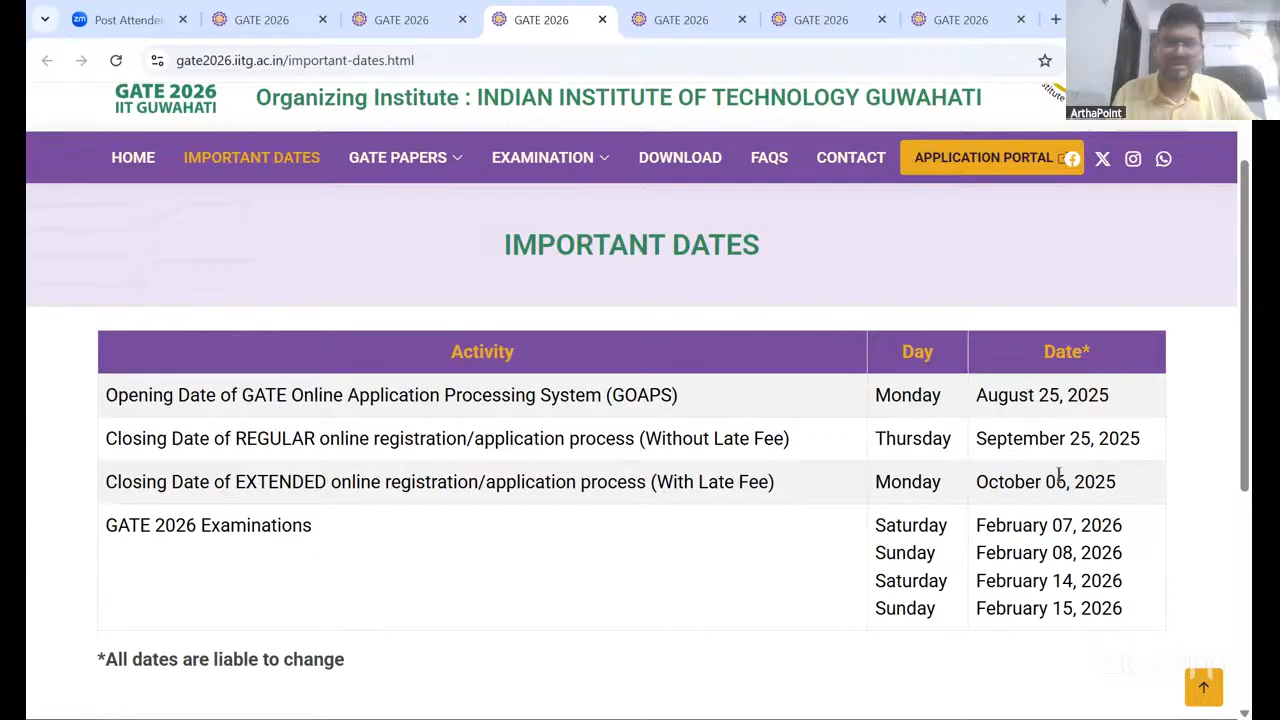 zm Post Attende GATE 2026 GATE 2026 GATE 2026 GATE 2026 GATE 2026 GATE 2026
gate2026.iitg.ac.in/important-dates.html
ArthaPoint
GATE 2026
IIT GUWAHATI
Organizing Institute : INDIAN INSTITUTE OF TECHNOLOGY GUWAHATI
HOME IMPORTANT DATES GATE PAPERS EXAMINATION DOWNLOAD FAQS CONTACT APPLICATION PORTAL
IMPORTANT DATES
Activity Day Date*
Opening Date of GATE Online Application Processing System (GOAPS) Monday August 25, 2025
Closing Date of REGULAR online registration/application process (Without Late Fee) Thursday September 25, 2025
Closing Date of EXTENDED online registration/application process (With Late Fee) Monday October 06, 2025
GATE 2026 Examinations Saturday February 07, 2026
Sunday February 08, 2026
Saturday February 14, 2026
Sunday February 15, 2026
*All dates are liable to change